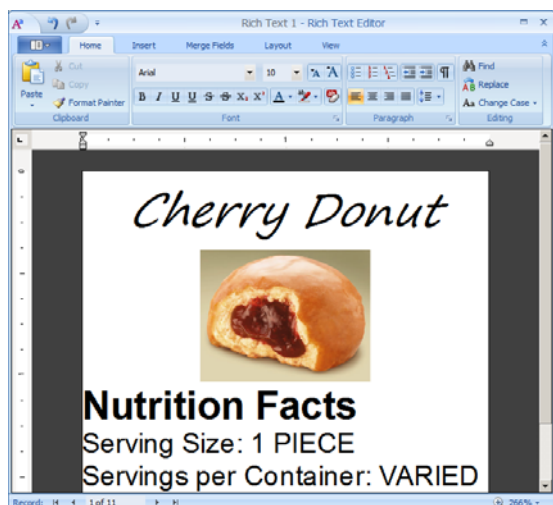 Rich Text 1 - Rich Text Editor
Home Insert Merge Fields Layout View
Paste
Cut
Copy
Format Painter
Clipboard
Arial 10
Font
Paragraph
Find
Replace
Change Case
Editing
Cherry Donut
Nutrition Facts
Serving Size: 1 PIECE
Servings per Container: VARIED
Record: 1 of 11 266%